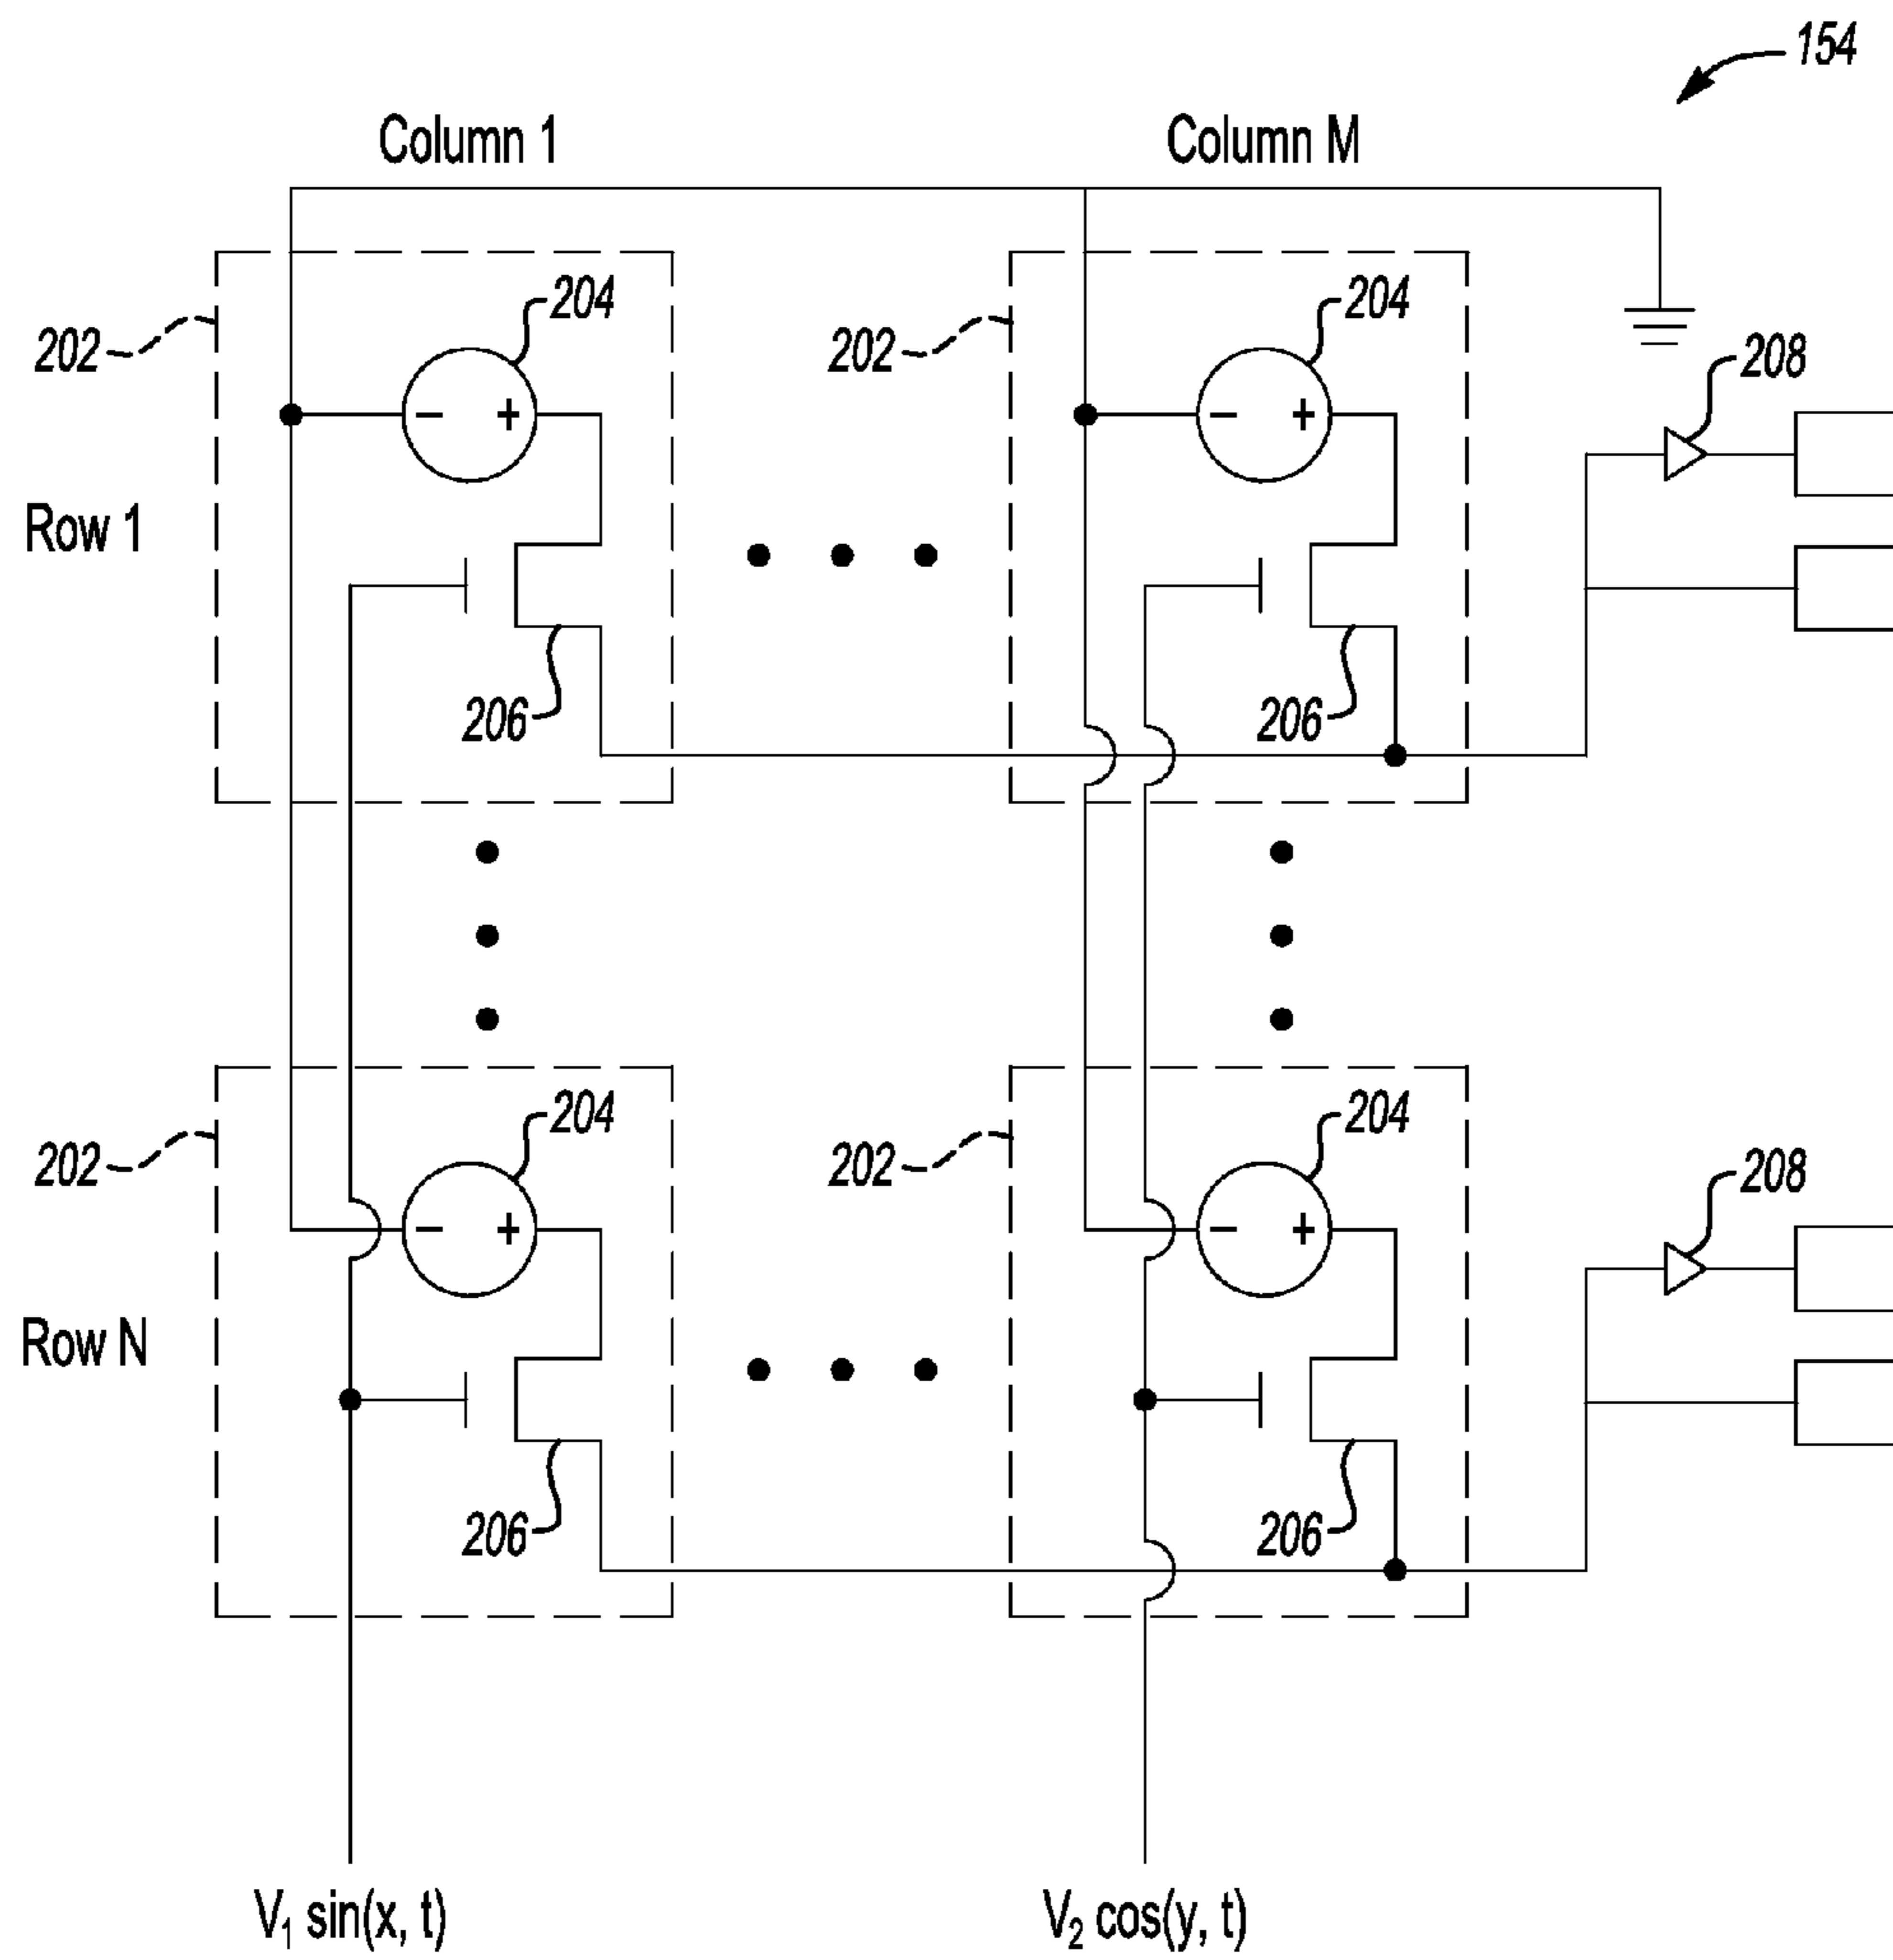 154
Column 1 Column M
204 204
202 202
208
- + - +
Row 1
206 206
204 204
202 202
208
- + - +
Row N
206 206
V₁ sin(x, t) V₂ cos(y, t)